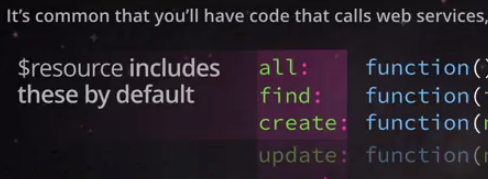 It's common that you'll have code that calls web services,
$resource includes
these by default
all: function()
find: function(
create: function(
update: function(